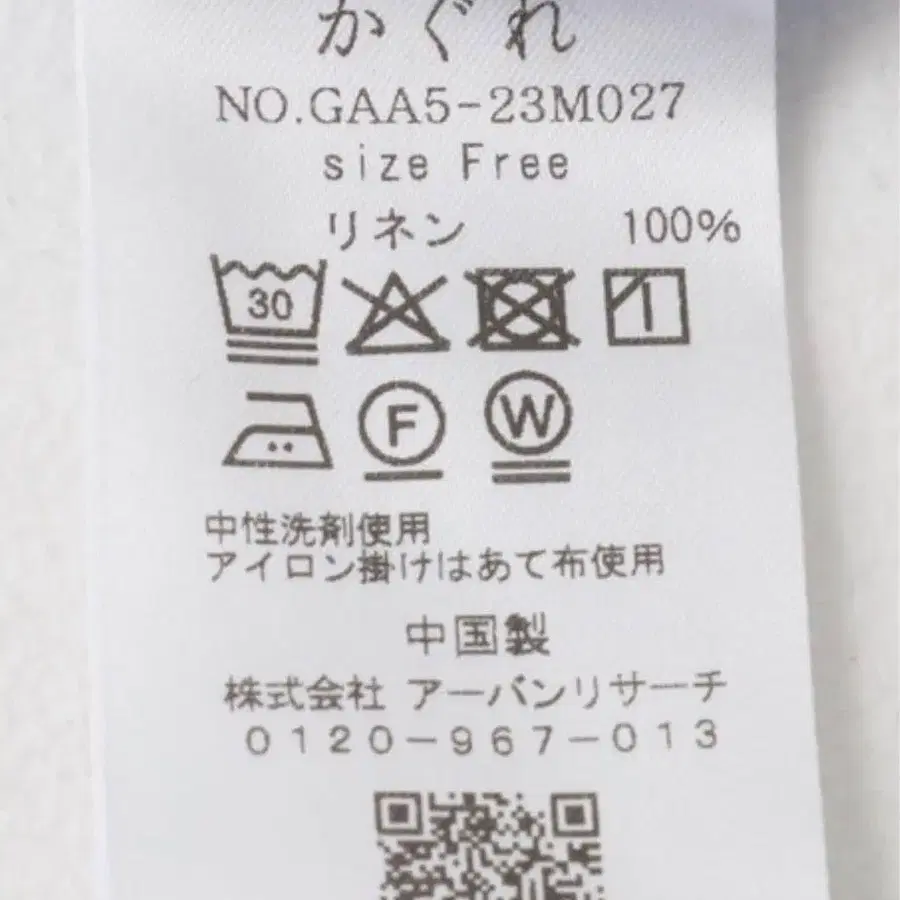 かぐれ
NO.GAA5-23M027
size Free
リネン 100%
30
F W
中性洗剤使用
アイロン掛けはあて布使用
中国製
株式会社 アーバンリサーチ
0120-967-013